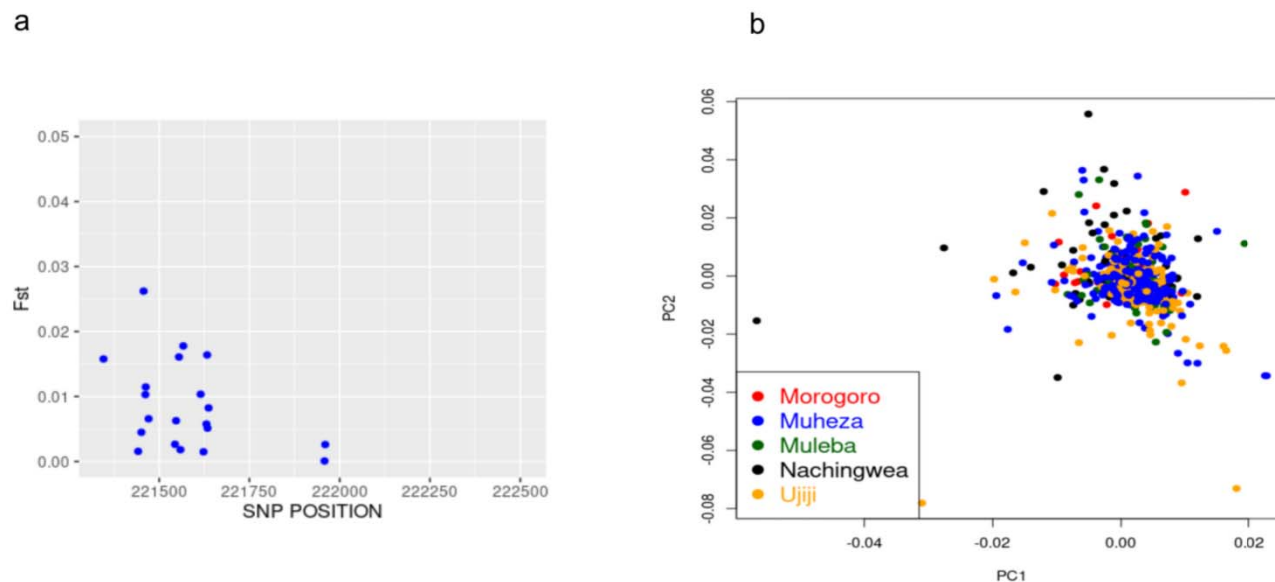 a
b
0.05
0.04
0.03
0.02
0.01
0.00
Fst
221500 221750 222000 222250 222500
SNP POSITION
0.06
0.04
0.02
0.00
-0.02
-0.04
-0.06
-0.08
PC2
Morogoro
Muheza
Muleba
Nachingwea
Ujiji
-0.04 -0.02 0.00 0.02
PC1